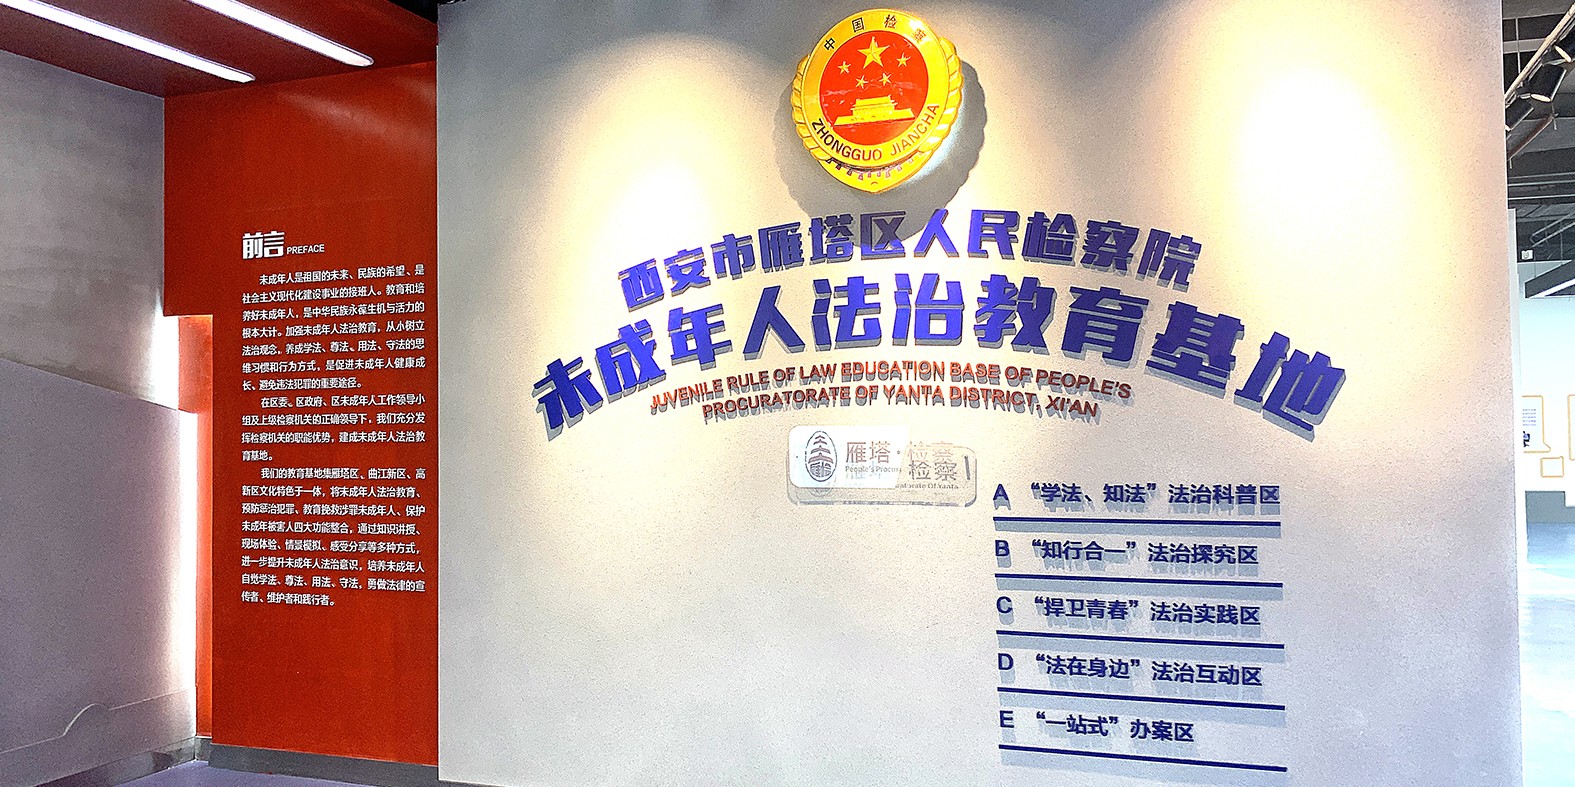 前言 PREFACE
未成年人是祖国的未来、民族的希望、是
社会主义现代化建设事业的接班人。教育和培
养好未成年人，是中华民族永葆生机与活力的
根本大计。加强未成年人法治教育，从小树立
法治观念，养成学法、尊法、用法、守法的思
维习惯和行为方式，是促进未成年人健康成
长、避免违法犯罪的重要途径。
在区委、区政府、区未成年人工作领导小
组及上级检察机关的正确领导下，我们充分发
挥检察机关的职能优势，建成未成年人法治教
育基地。
我们的教育基地集雁塔区、曲江新区、高
新区文化特色于一体，将未成年人法治教育、
预防惩治犯罪、教育挽救涉罪未成年人、保护
未成年被害人四大功能整合，通过知识讲授、
现场体验、情景模拟、感受分享等多种方式，
进一步提升未成年人法治意识，培养未成年人
自觉学法、尊法、用法、守法，勇做法律的宣
传者、维护者和践行者。
中国检察
ZHONGGUO JIANCHA
西安市雁塔区人民检察院
未成年人法治教育基地
JUVENILE RULE OF LAW EDUCATION BASE OF PEOPLE'S
PROCURATORATE OF YANTA DISTRICT, XI'AN
雁塔·检察
A “学法、知法”法治科普区
B “知行合一”法治探究区
C “捍卫青春”法治实践区
D “法在身边”法治互动区
E “一站式”办案区